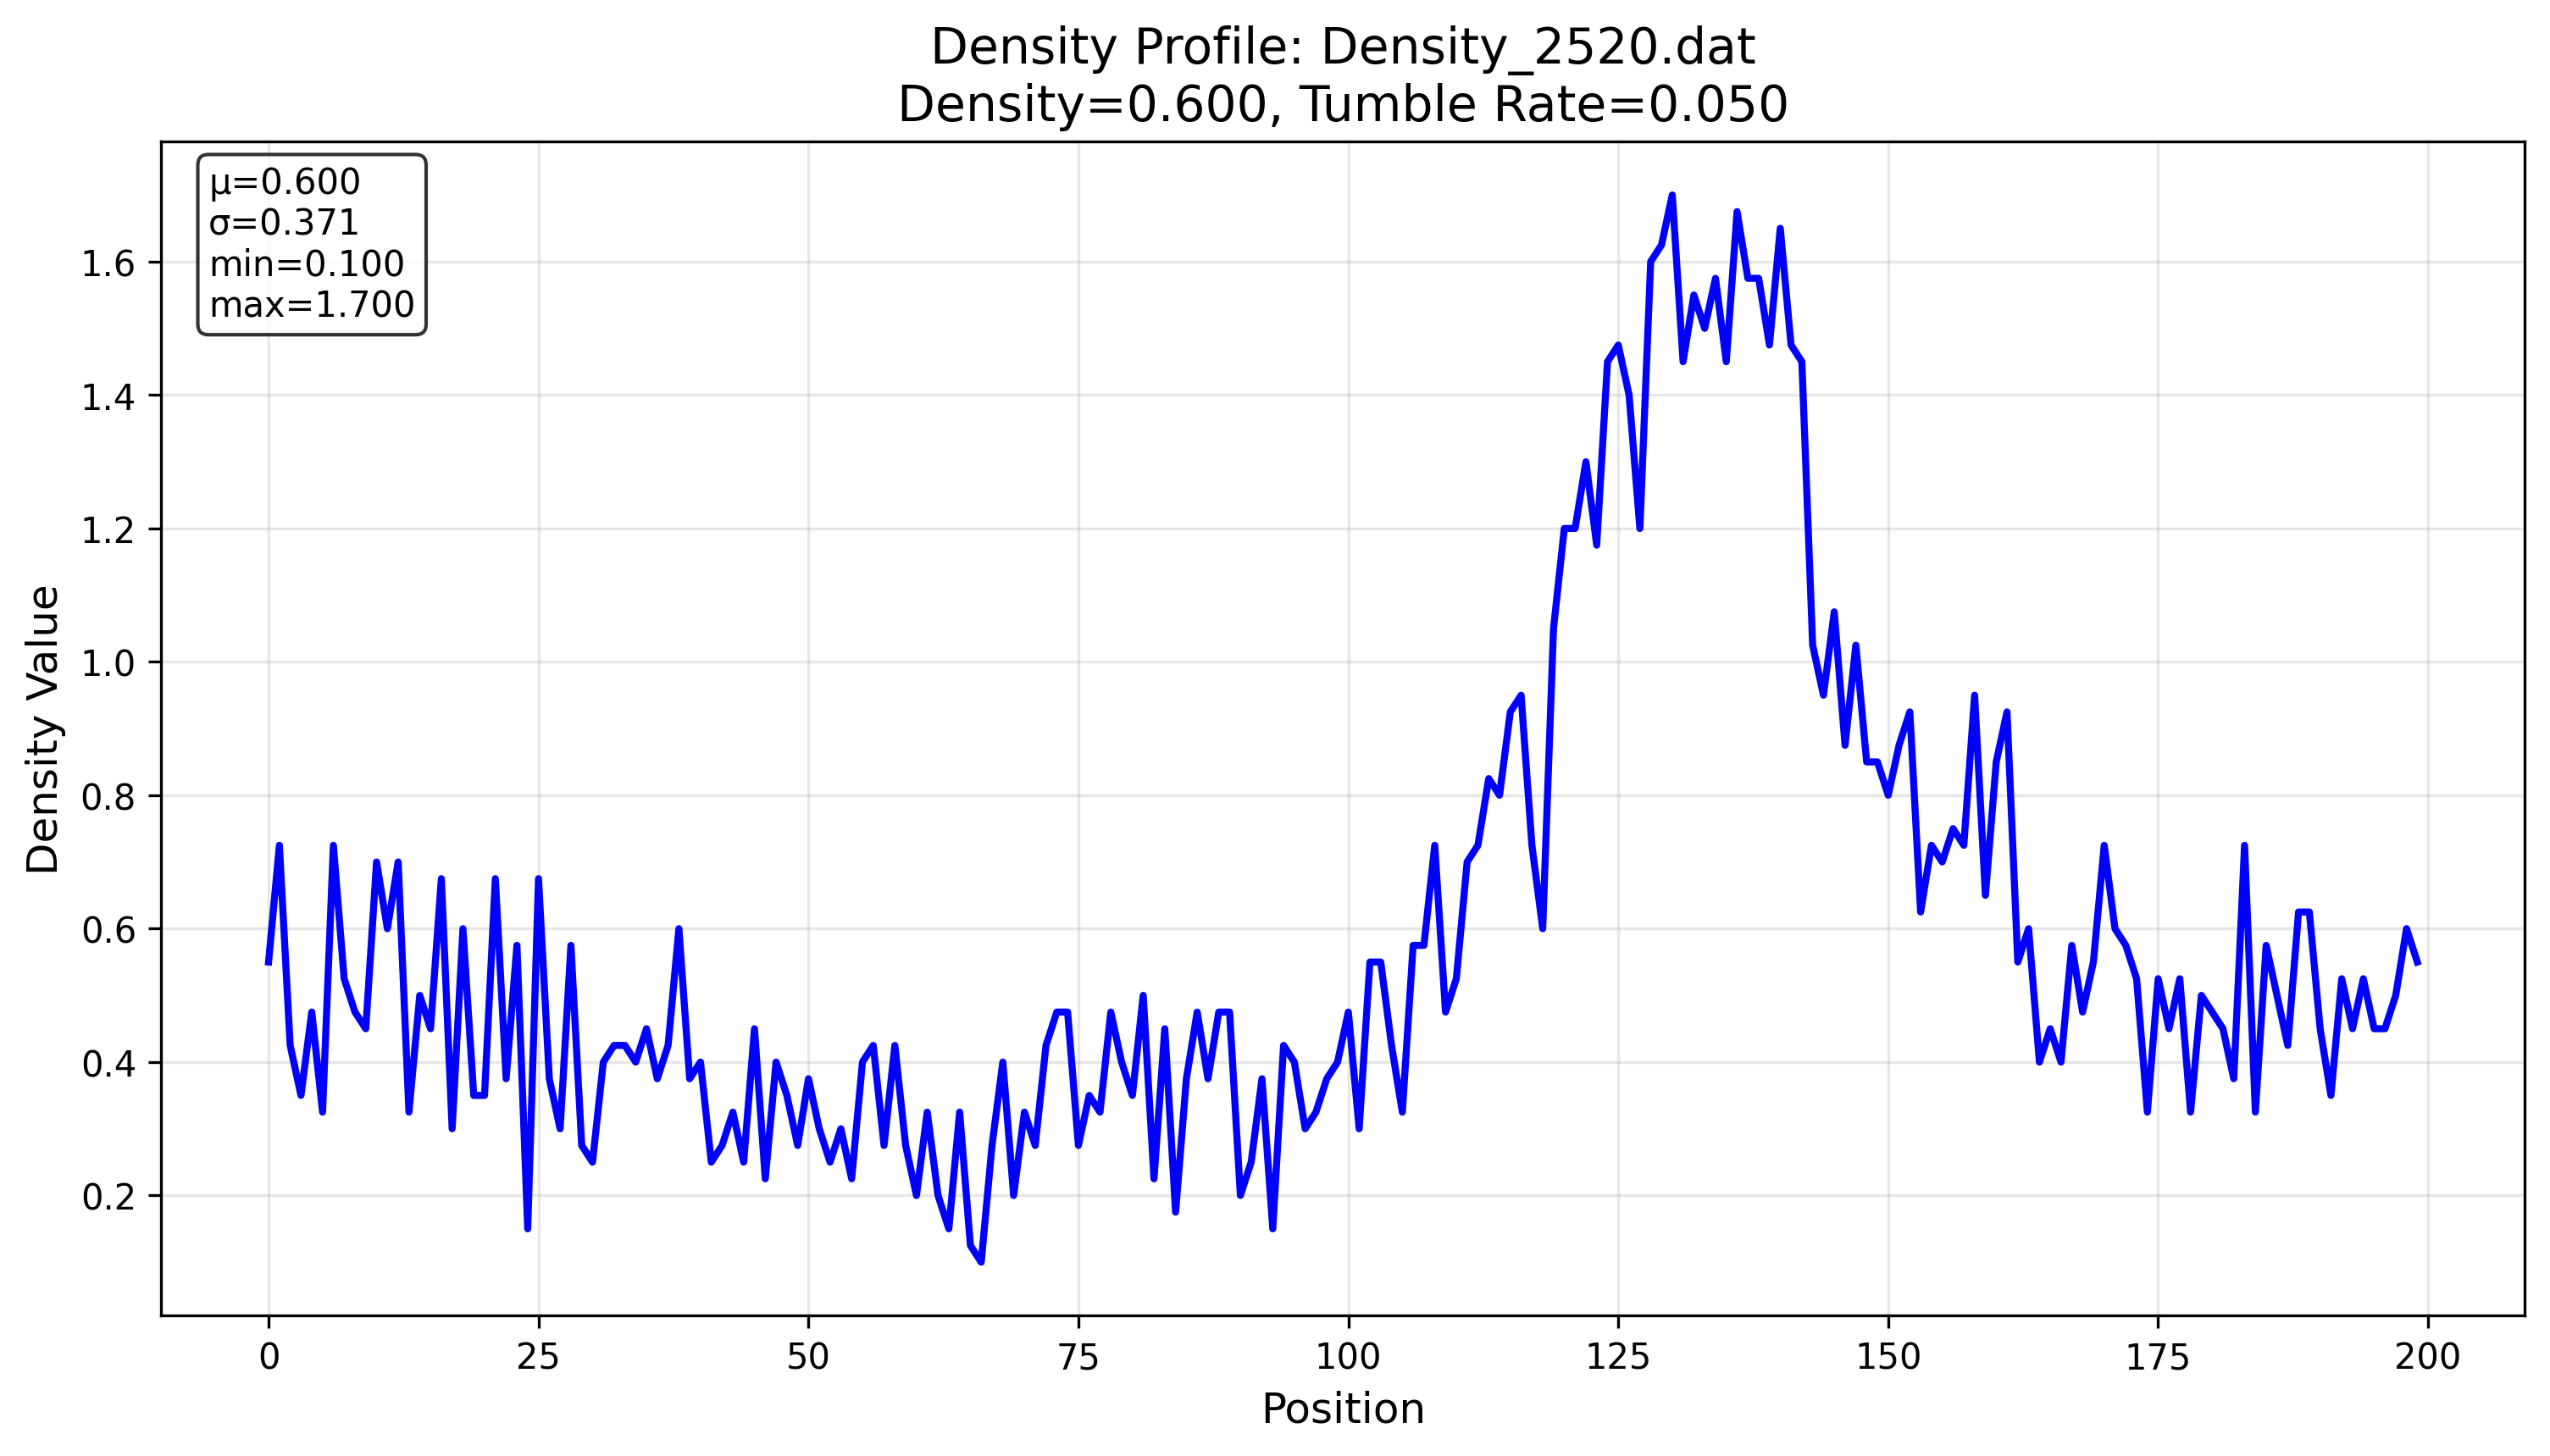 Density Profile: Density_2520.dat
Density=0.600, Tumble Rate=0.050
μ=0.600
σ=0.371
min=0.100
max=1.700
1.6
1.4
1.2
1.0
0.8
0.6
0.4
0.2
Density Value
0 25 50 75 100 125 150 175 200
Position